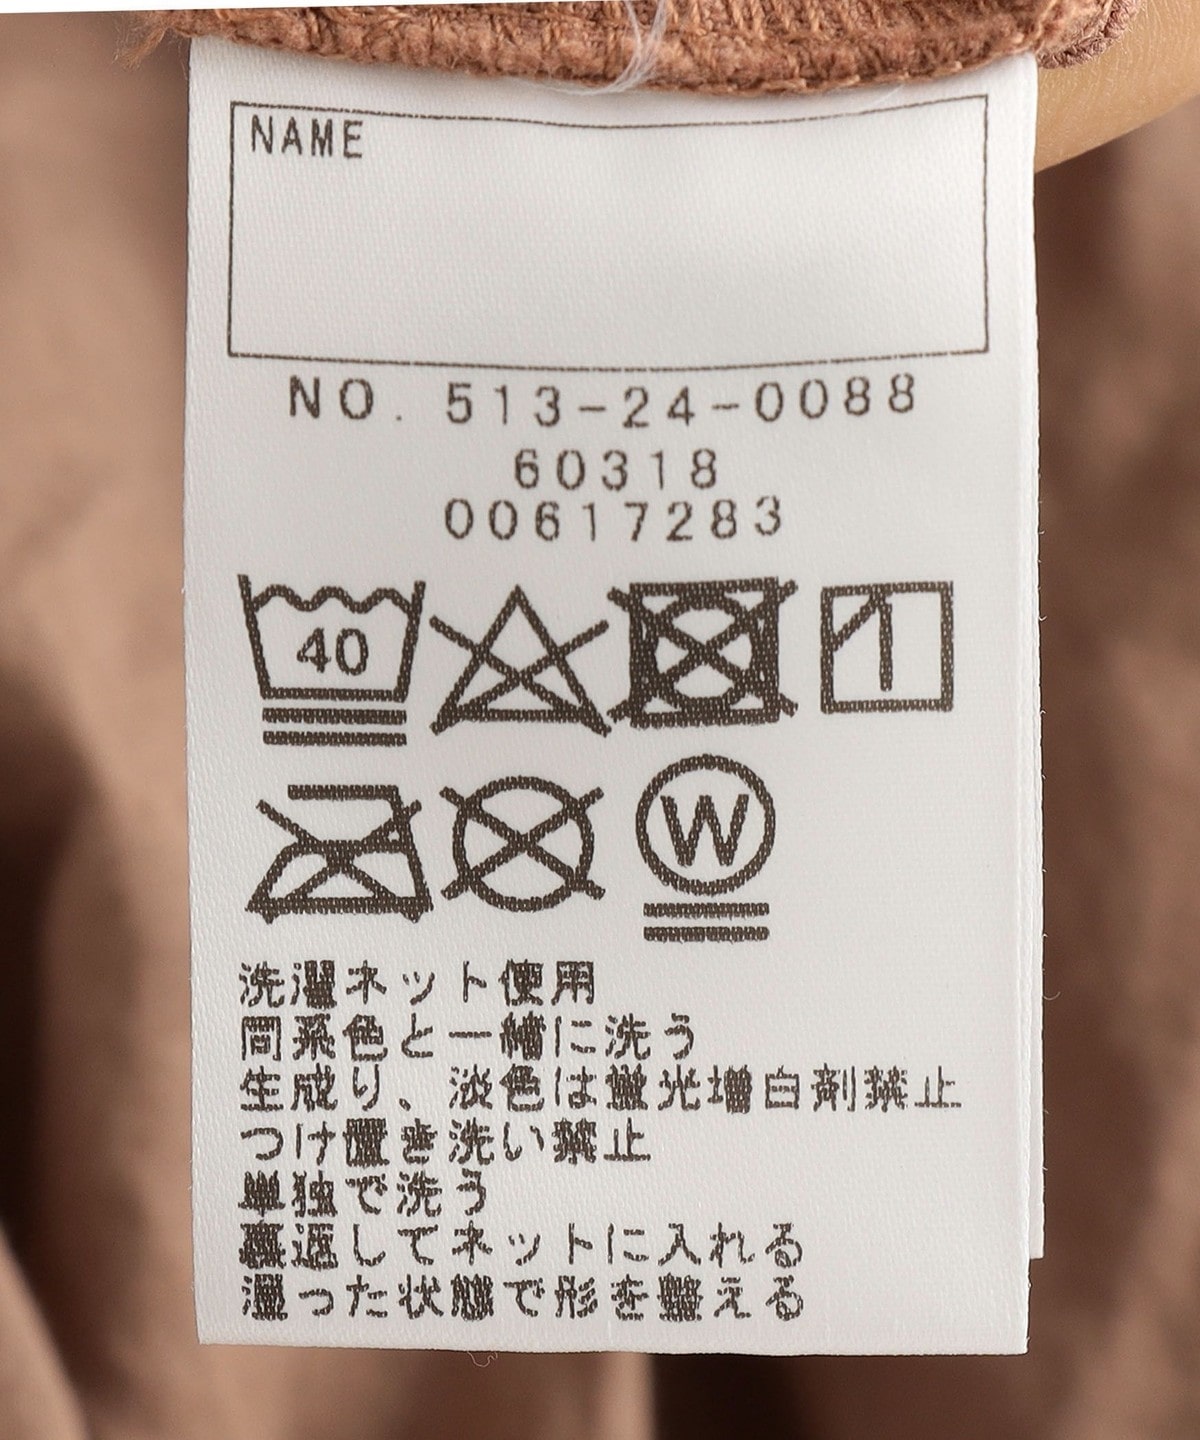 NAME
NO. 513-24-0088
60318
00617283
40
W
洗濯ネット使用
同系色と一緒に洗う
生成り、淡色は蛍光増白剤禁止
つけ置き洗い禁止
単独で洗う
裏返してネットに入れる
濡った状態で形を整える